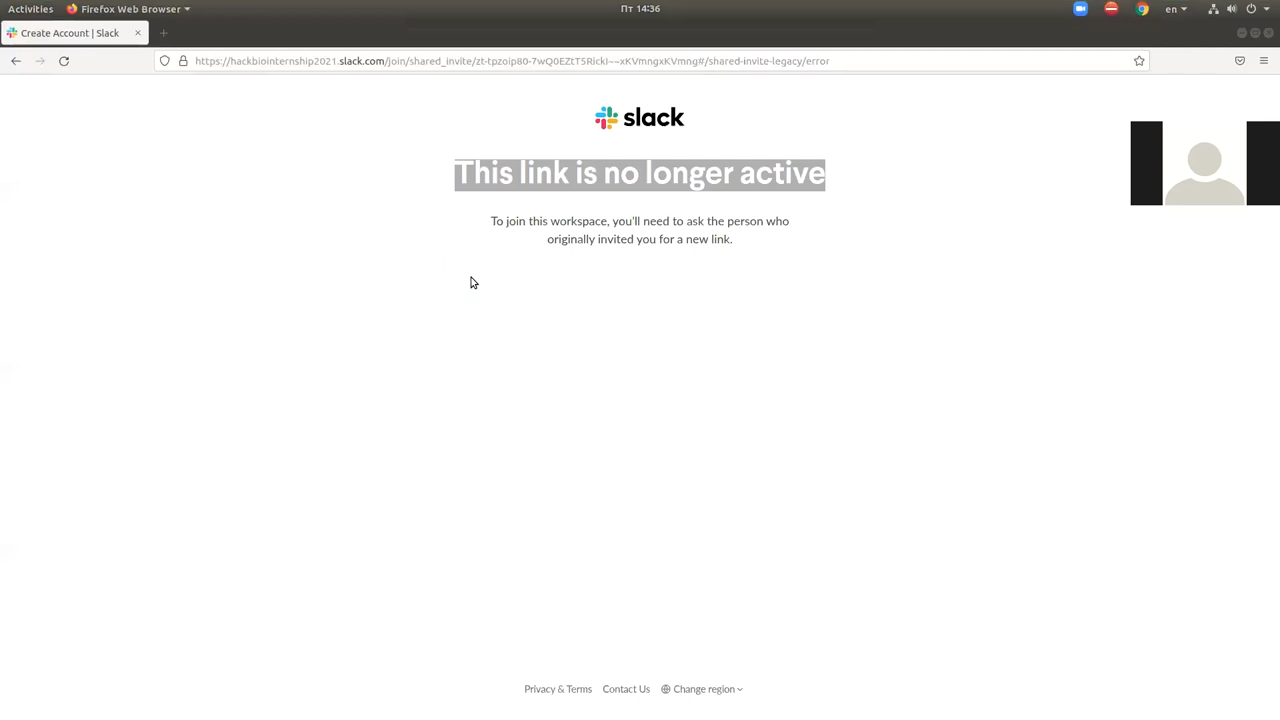 Activities
Firefox Web Browser
Пт 14:36
en
Create Account | Slack
https://hackbiointernship2021.slack.com/join/shared_invite/zt-tpzoip80-7wQ0EZtT5RickI~~xKVmngxKVmng#/shared-invite-legacy/error
slack
This link is no longer active
To join this workspace, you'll need to ask the person who
originally invited you for a new link.
Privacy & Terms
Contact Us
Change region